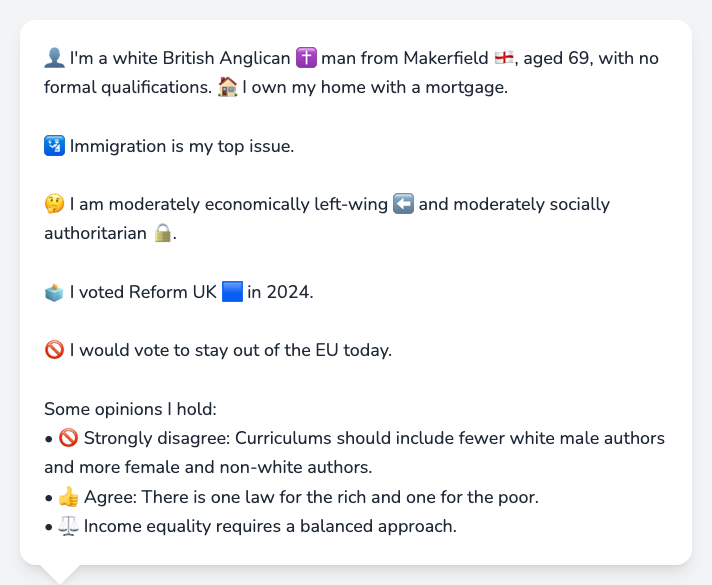 👤 I'm a white British Anglican ✝️ man from Makerfield 🏴󠁧󠁢󠁥󠁮󠁧󠁿, aged 69, with no
formal qualifications. 🏠 I own my home with a mortgage.
🛂 Immigration is my top issue.
🤔 I am moderately economically left-wing ⬅️ and moderately socially
authoritarian 🔒.
🗳️ I voted Reform UK 🟦 in 2024.
🚫 I would vote to stay out of the EU today.
Some opinions I hold:
• 🚫 Strongly disagree: Curriculums should include fewer white male authors
and more female and non-white authors.
• 👍 Agree: There is one law for the rich and one for the poor.
• ⚖️ Income equality requires a balanced approach.